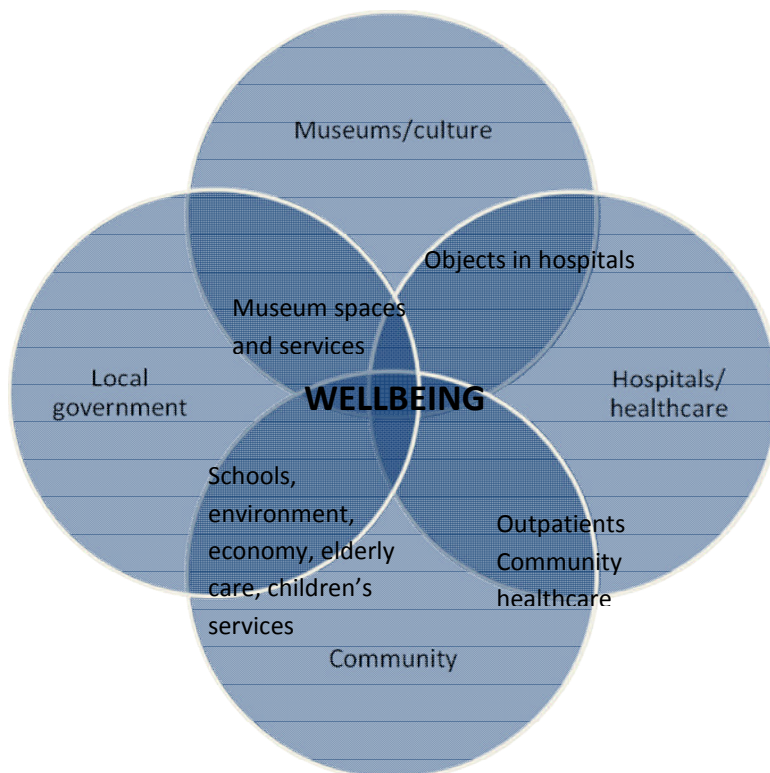 Museums/culture
Objects in hospitals
Museum spaces
and services
Local
government
WELLBEING
Hospitals/
healthcare
Schools,
environment,
economy, elderly
care, children’s
services
Outpatients
Community
healthcare
Community